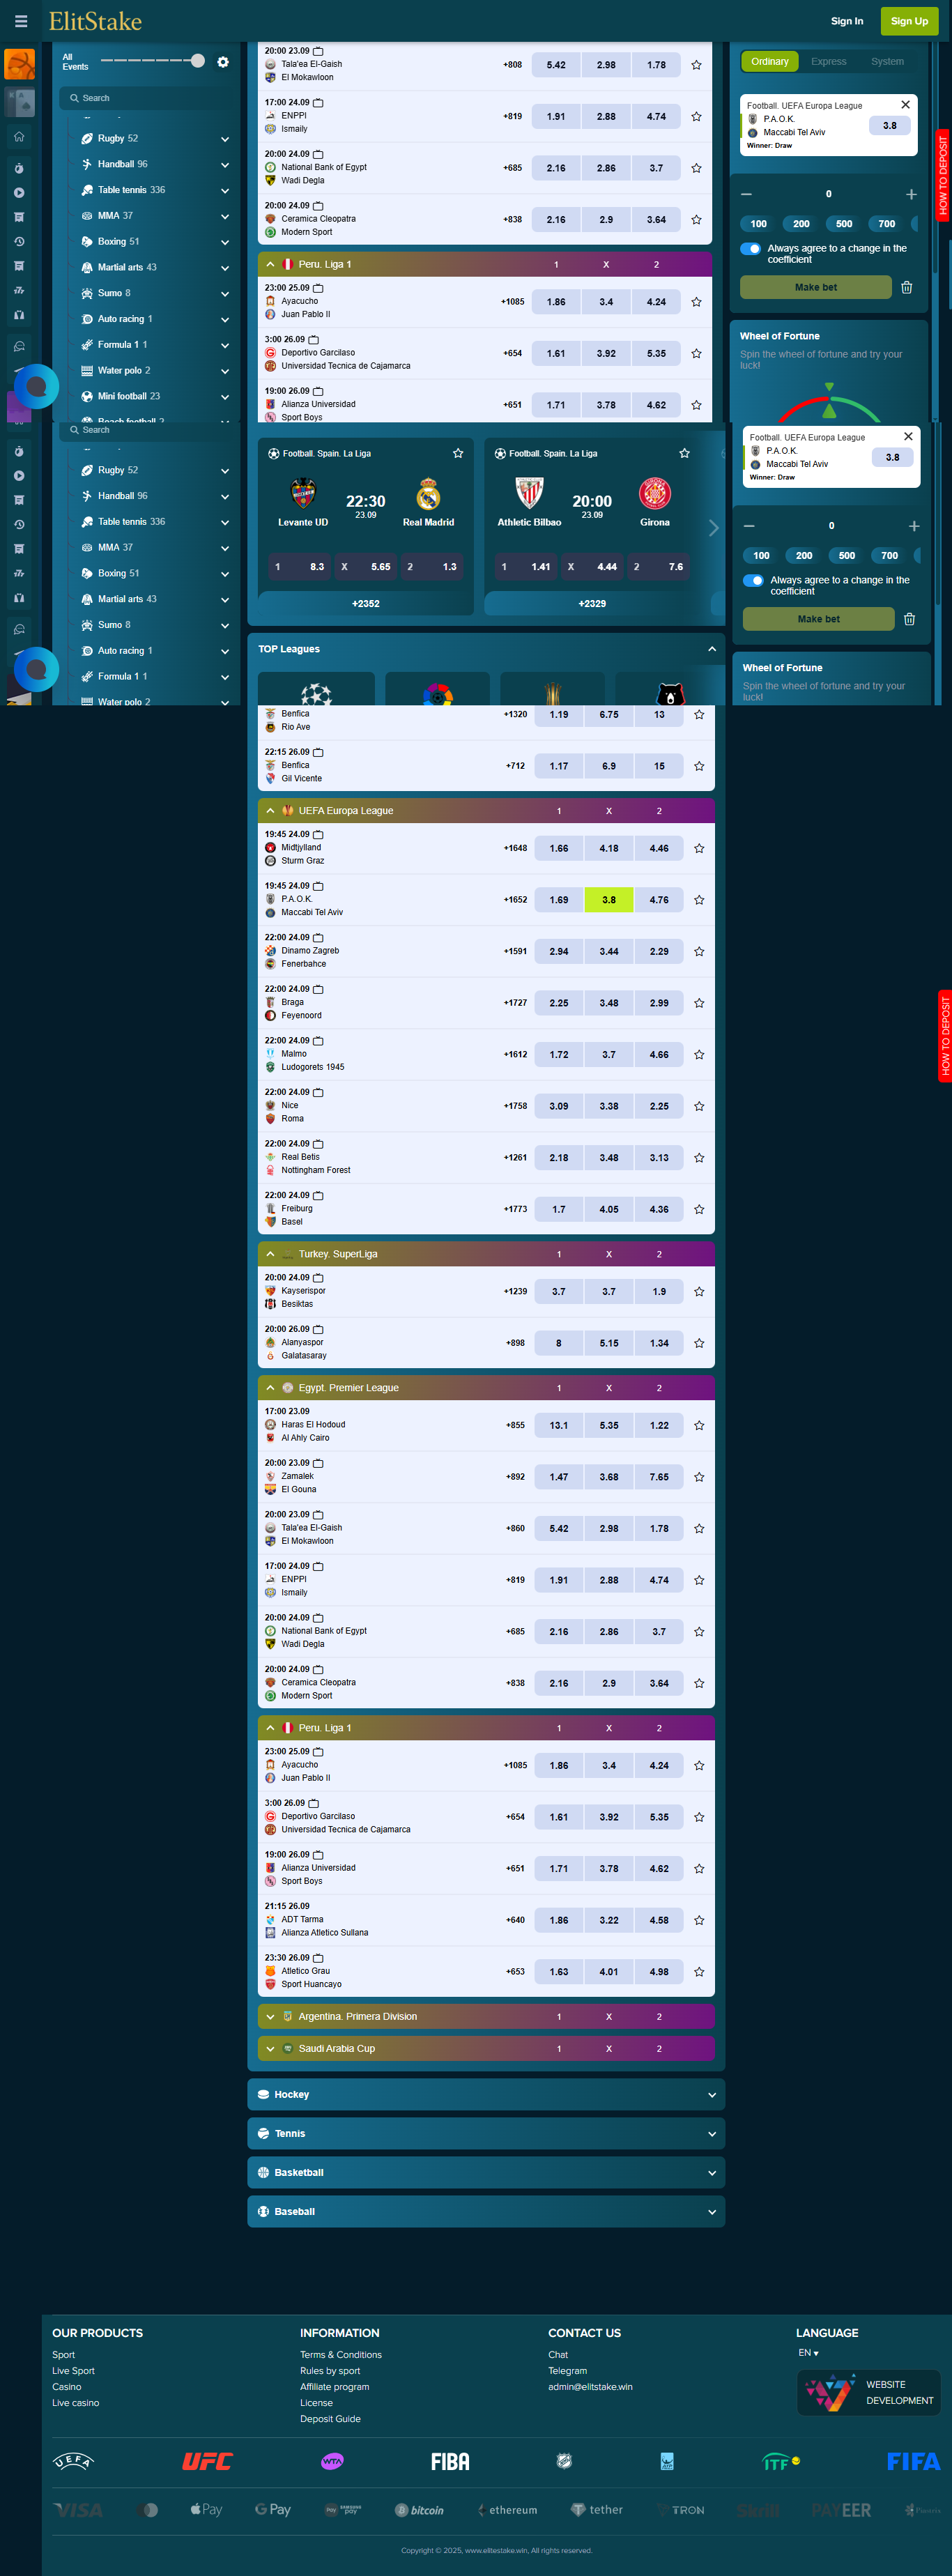 ElitStake
Sign In
Sign Up
All
Events
Search
Rugby 52
Handball 96
Table tennis 336
MMA 37
Boxing 51
Martial arts 43
Sumo 8
Auto racing 1
Formula 1 1
Water polo 2
Mini football 23
20:00 23.09
Tala'ea El-Gaish
El Mokawloon
+808 5.42 2.98 1.78
17:00 24.09
ENPPI
Ismaily
+819 1.91 2.88 4.74
20:00 24.09
National Bank of Egypt
Wadi Degla
+685 2.16 2.86 3.7
20:00 24.09
Ceramica Cleopatra
Modern Sport
+838 2.16 2.9 3.64
Peru. Liga 1 1 X 2
23:00 25.09
Ayacucho
Juan Pablo II
+1085 1.86 3.4 4.24
3:00 26.09
Deportivo Garcilaso
Universidad Tecnica de Cajamarca
+654 1.61 3.92 5.35
19:00 26.09
Alianza Universidad
Sport Boys
+651 1.71 3.78 4.62
Ordinary Express System
Football. UEFA Europa League
P.A.O.K.
Maccabi Tel Aviv
3.8
Winner: Draw
0
100 200 500 700
Always agree to a change in the
coefficient
Make bet
Wheel of Fortune
Spin the wheel of fortune and try your
luck!
HOW TO DEPOSIT
Search
Rugby 52
Handball 96
Table tennis 336
MMA 37
Boxing 51
Martial arts 43
Sumo 8
Auto racing 1
Formula 1 1
Water polo 2
Football. Spain. La Liga
22:30
23.09
Levante UD Real Madrid
1 8.3 X 5.65 2 1.3
+2352
Football. Spain. La Liga
20:00
23.09
Athletic Bilbao Girona
1 1.41 X 4.44 2 7.6
+2329
TOP Leagues
Football. UEFA Europa League
P.A.O.K.
Maccabi Tel Aviv
3.8
Winner: Draw
0
100 200 500 700
Always agree to a change in the
coefficient
Make bet
Wheel of Fortune
Spin the wheel of fortune and try your
luck!
Benfica
Rio Ave
+1320 1.19 6.75 13
22:15 26.09
Benfica
Gil Vicente
+712 1.17 6.9 15
UEFA Europa League 1 X 2
19:45 24.09
Midtjylland
Sturm Graz
+1648 1.66 4.18 4.46
19:45 24.09
P.A.O.K.
Maccabi Tel Aviv
+1652 1.69 3.8 4.76
22:00 24.09
Dinamo Zagreb
Fenerbahce
+1591 2.94 3.44 2.29
22:00 24.09
Braga
Feyenoord
+1727 2.25 3.48 2.99
22:00 24.09
Malmo
Ludogorets 1945
+1612 1.72 3.7 4.66
22:00 24.09
Nice
Roma
+1758 3.09 3.38 2.25
22:00 24.09
Real Betis
Nottingham Forest
+1261 2.18 3.48 3.13
22:00 24.09
Freiburg
Basel
+1773 1.7 4.05 4.36
HOW TO DEPOSIT
Turkey. SuperLiga 1 X 2
20:00 24.09
Kayserispor
Besiktas
+1239 3.7 3.7 1.9
20:00 26.09
Alanyaspor
Galatasaray
+898 8 5.15 1.34
Egypt. Premier League 1 X 2
17:00 23.09
Haras El Hodoud
Al Ahly Cairo
+855 13.1 5.35 1.22
20:00 23.09
Zamalek
El Gouna
+892 1.47 3.68 7.65
20:00 23.09
Tala'ea El-Gaish
El Mokawloon
+860 5.42 2.98 1.78
17:00 24.09
ENPPI
Ismaily
+819 1.91 2.88 4.74
20:00 24.09
National Bank of Egypt
Wadi Degla
+685 2.16 2.86 3.7
20:00 24.09
Ceramica Cleopatra
Modern Sport
+838 2.16 2.9 3.64
Peru. Liga 1 1 X 2
23:00 25.09
Ayacucho
Juan Pablo II
+1085 1.86 3.4 4.24
3:00 26.09
Deportivo Garcilaso
Universidad Tecnica de Cajamarca
+654 1.61 3.92 5.35
19:00 26.09
Alianza Universidad
Sport Boys
+651 1.71 3.78 4.62
21:15 26.09
ADT Tarma
Alianza Atletico Sullana
+640 1.86 3.22 4.58
23:30 26.09
Atletico Grau
Sport Huancayo
+653 1.63 4.01 4.98
Argentina. Primera Division 1 X 2
Saudi Arabia Cup 1 X 2
Hockey
Tennis
Basketball
Baseball
OUR PRODUCTS
Sport
Live Sport
Casino
Live casino
INFORMATION
Terms & Conditions
Rules by sport
Affiliate program
License
Deposit Guide
CONTACT US
Chat
Telegram
admin@elitstake.win
LANGUAGE
EN
WEBSITE
DEVELOPMENT
UEFA UFC WTA FIBA ITF FIFA
VISA Pay G Pay SAMSUNG pay bitcoin ethereum tether TRON Skrill PAYEER
Copyright © 2025, www.elitestake.win, All rights reserved.